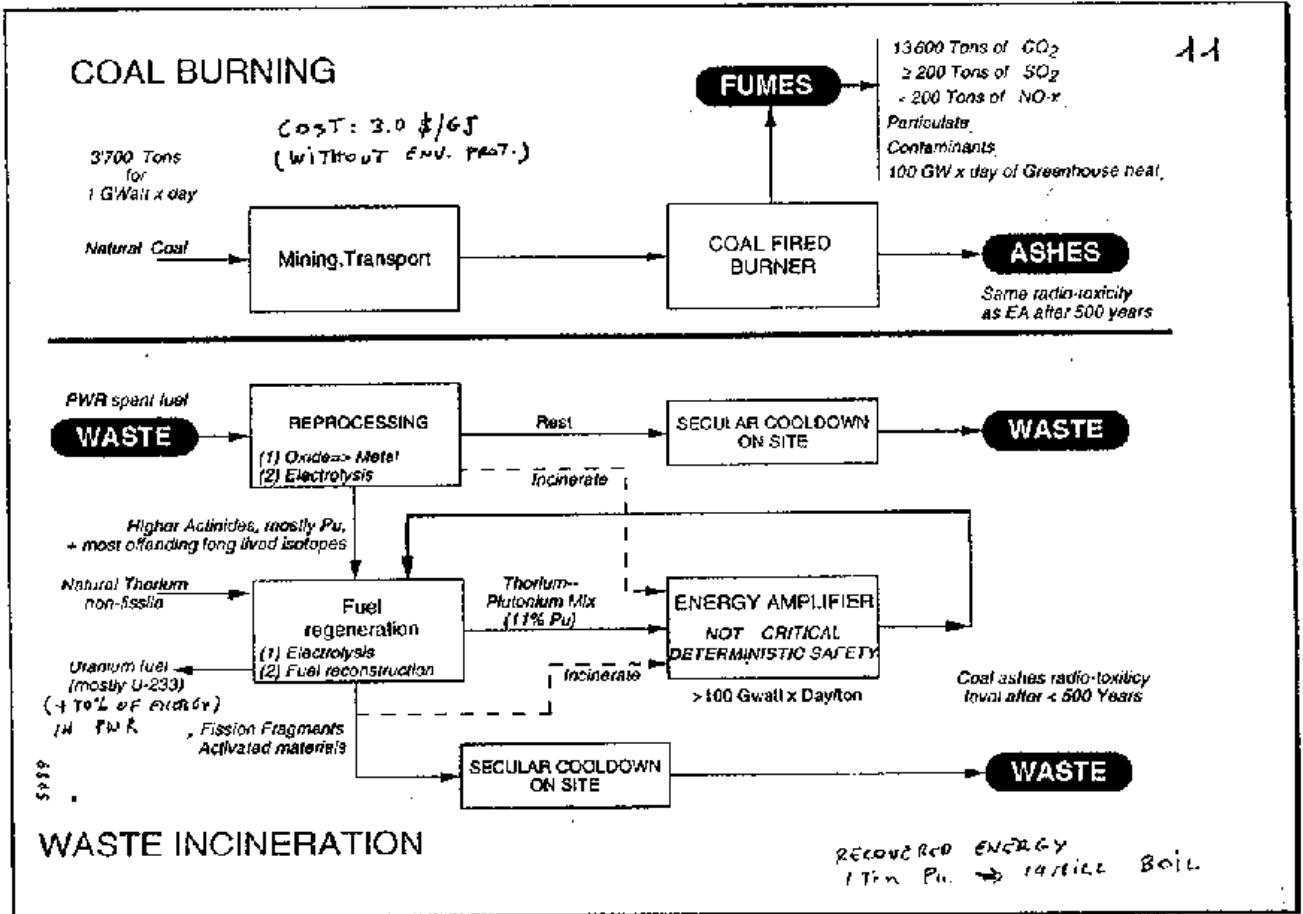 11
COAL BURNING
COST: 3.0 $/GJ
(WITHOUT ENV. PROT.)
3'700 Tons
for
1 GWatt x day
FUMES
13600 Tons of CO2
≥ 200 Tons of SO2
< 200 Tons of NO-x
Particulate
Contaminants
100 GW x day of Greenhouse heat
Natural Coal
Mining,Transport
COAL FIRED
BURNER
ASHES
Same radio-toxicity
as EA after 500 years
PWR spent fuel
WASTE
REPROCESSING
(1) Oxide=> Metal
(2) Electrolysis
Rest
SECULAR COOLDOWN
ON SITE
WASTE
Incinerate
Higher Actinides, mostly Pu,
+ most offending long lived isotopes
Natural Thorium
non-fissile
Fuel
regeneration
(1) Electrolysis
(2) Fuel reconstruction
Thorium--
Plutonium Mix
(11% Pu)
ENERGY AMPLIFIER
NOT CRITICAL
DETERMINISTIC SAFETY
>100 Gwatt x Day/ton
Incinerate
Uranium fuel
(mostly U-233)
(+ 70% OF ENERGY)
IN PWR
Coal ashes radio-toxiticy
level after < 500 Years
Fission Fragments
Activated materials
SECULAR COOLDOWN
ON SITE
WASTE
WASTE INCINERATION
RECOVERED ENERGY
1 Ton Pu →